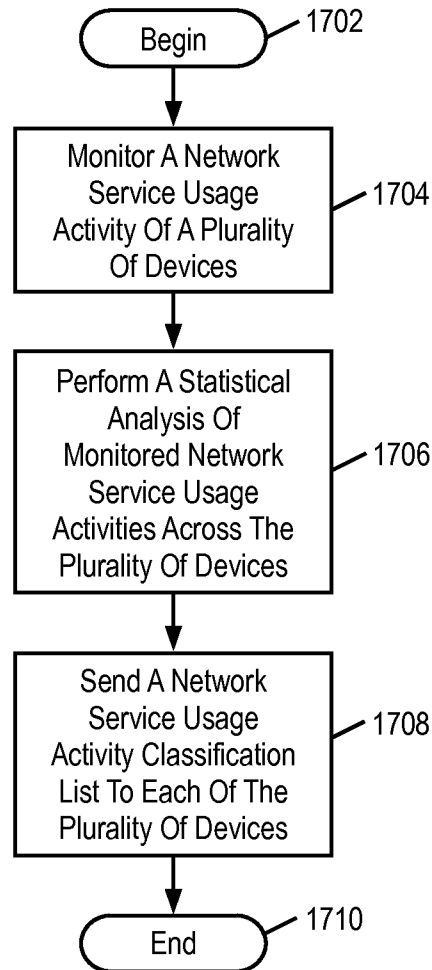 Begin
1702
Monitor A Network
Service Usage
Activity Of A Plurality
Of Devices
1704
Perform A Statistical
Analysis Of
Monitored Network
Service Usage
Activities Across The
Plurality Of Devices
1706
Send A Network
Service Usage
Activity Classification
List To Each Of The
Plurality Of Devices
1708
End
1710